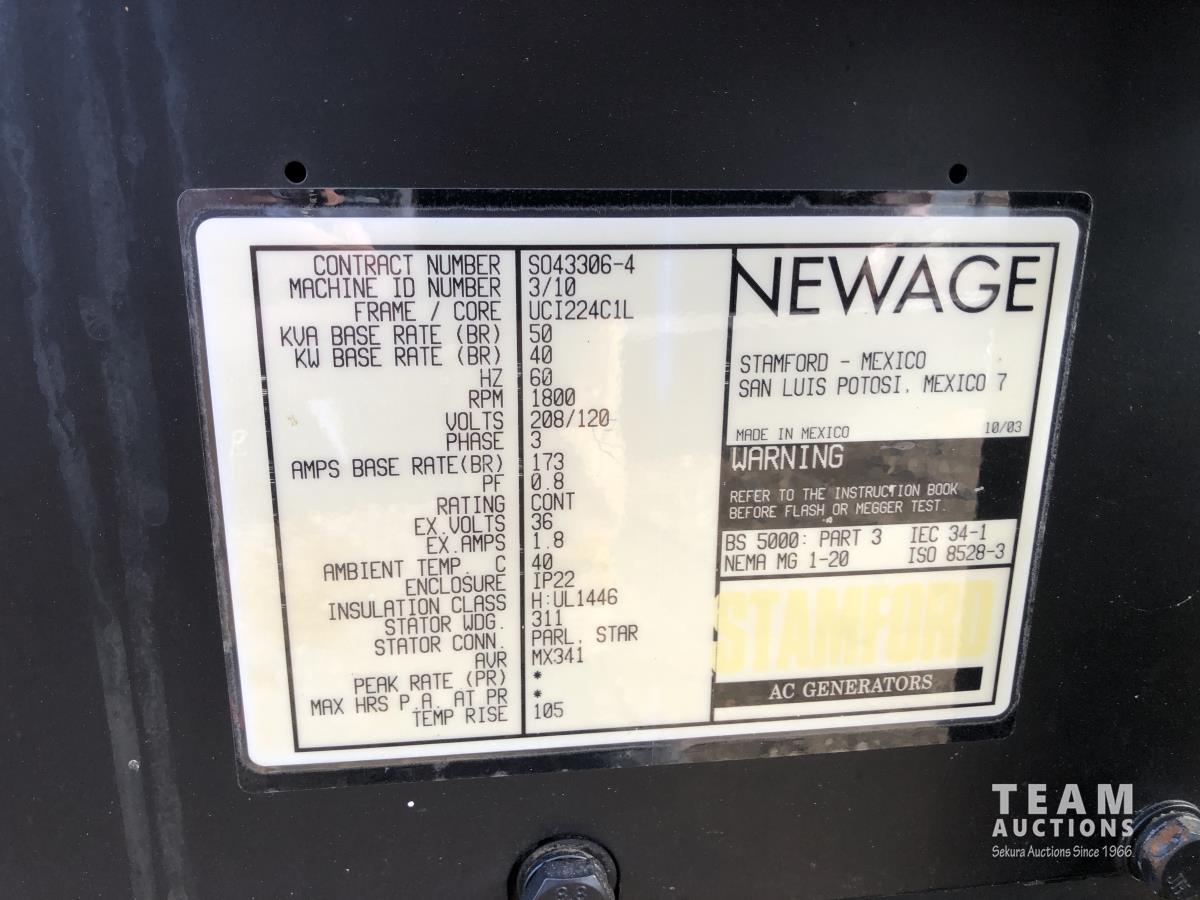 CONTRACT NUMBER S043306-4
MACHINE ID NUMBER 3/10
FRAME / CORE UCI224C1L
KVA BASE RATE (BR) 50
KW BASE RATE (BR) 40
HZ 60
RPM 1800
VOLTS 208/120
PHASE 3
AMPS BASE RATE(BR) 173
PF 0.8
RATING CONT
EX.VOLTS 36
EX.AMPS 1.8
AMBIENT TEMP. C 40
ENCLOSURE IP22
INSULATION CLASS H:UL1446
STATOR WDG. 311
STATOR CONN. PARL. STAR
AVR MX341
PEAK RATE (PR) *
MAX HRS P.A. AT PR *
TEMP RISE 105
NEWAGE
STAMFORD - MEXICO
SAN LUIS POTOSI. MEXICO 7
MADE IN MEXICO 10/03
WARNING
REFER TO THE INSTRUCTION BOOK
BEFORE FLASH OR MEGGER TEST.
BS 5000: PART 3 IEC 34-1
NEMA MG 1-20 ISO 8528-3
STAMFORD
AC GENERATORS
TEAM
AUCTIONS
Sekura Auctions Since 1966
8.8